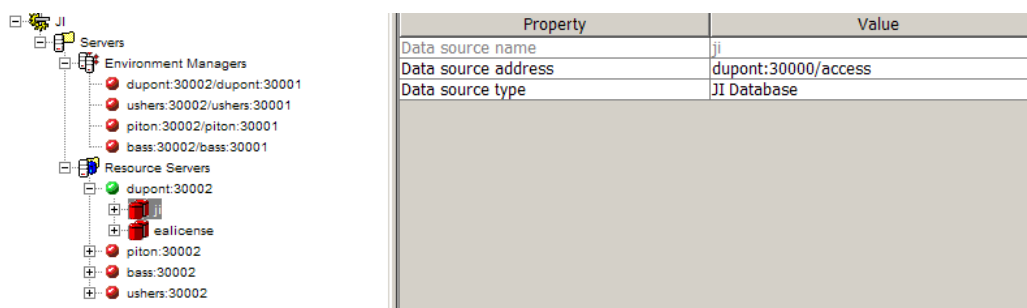 JI
Servers
Environment Managers
dupont:30002/dupont:30001
ushers:30002/ushers:30001
piton:30002/piton:30001
bass:30002/bass:30001
Resource Servers
dupont:30002
ji
ealicense
piton:30002
bass:30002
ushers:30002
Property Value
Data source name ji
Data source address dupont:30000/access
Data source type JI Database